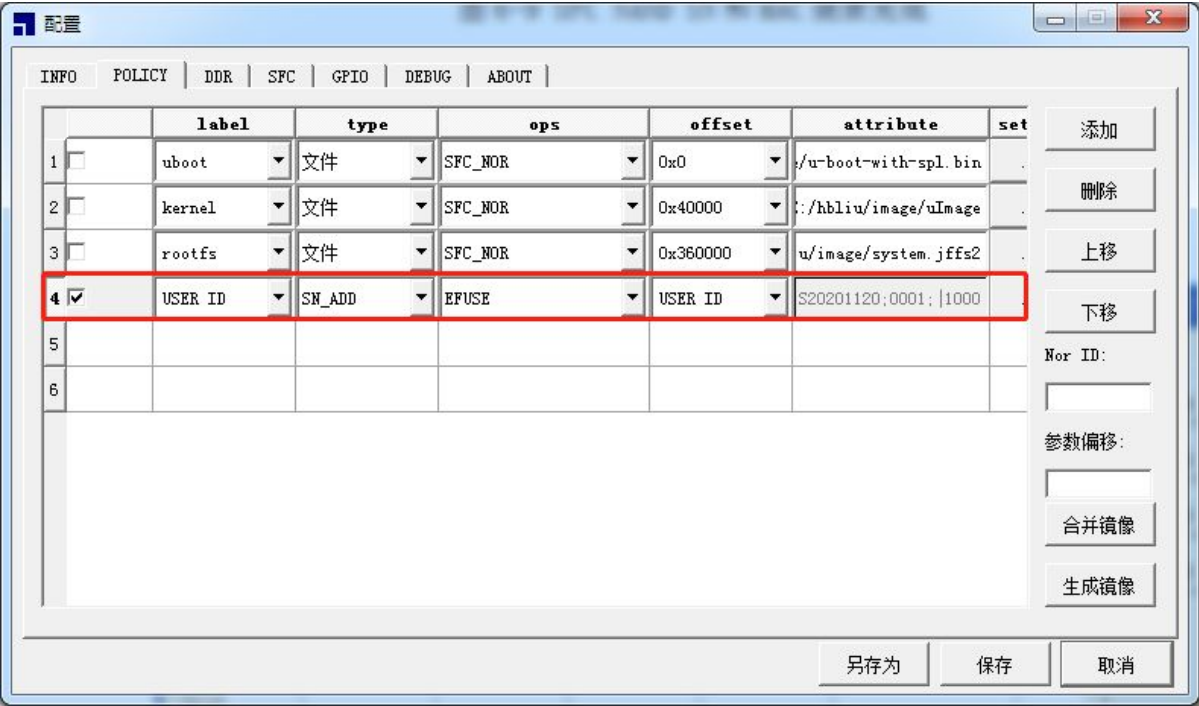 配置
INFO POLICY DDR SFC GPIO DEBUG ABOUT
label type ops offset attribute set
添加
1 uboot 文件 SFC_NOR 0x0 /u-boot-with-spl.bin
删除
2 kernel 文件 SFC_NOR 0x40000 :/hbliu/image/uImage
3 rootfs 文件 SFC_NOR 0x360000 u/image/system.jffs2
上移
4 USER ID SN_ADD EFUSE USER ID S20201120;0001; |1000
下移
5
Nor ID:
6
参数偏移:
合并镜像
生成镜像
另存为 保存 取消